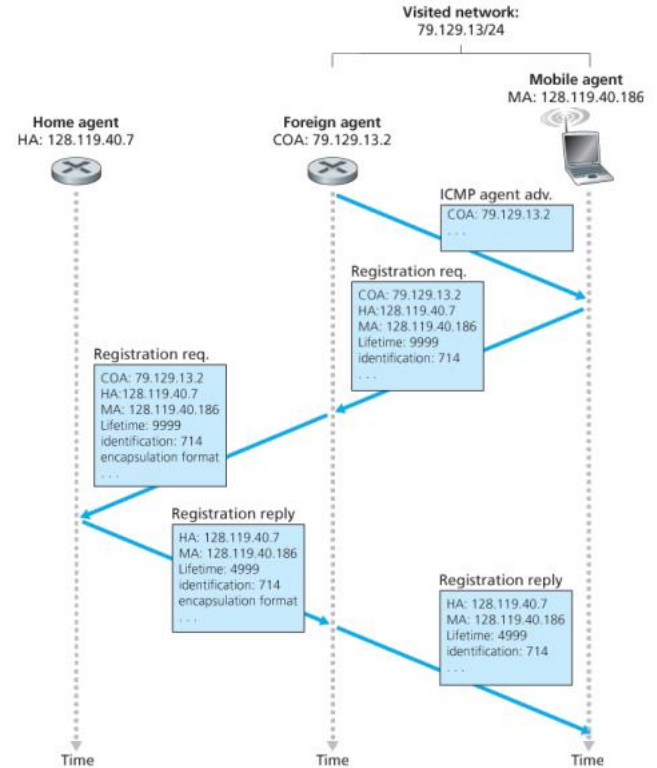 Visited network:
79.129.13/24
Mobile agent
MA: 128.119.40.186
Home agent
HA: 128.119.40.7
Foreign agent
COA: 79.129.13.2
ICMP agent adv.
COA: 79.129.13.2
. . .
Registration req.
COA: 79.129.13.2
HA:128.119.40.7
MA: 128.119.40.186
Lifetime: 9999
identification: 714
. . .
Registration req.
COA: 79.129.13.2
HA:128.119.40.7
MA: 128.119.40.186
Lifetime: 9999
identification: 714
encapsulation format
. . .
Registration reply
HA: 128.119.40.7
MA: 128.119.40.186
Lifetime: 4999
identification: 714
encapsulation format
. . .
Registration reply
HA: 128.119.40.7
MA: 128.119.40.186
Lifetime: 4999
identification: 714
. . .
Time
Time
Time